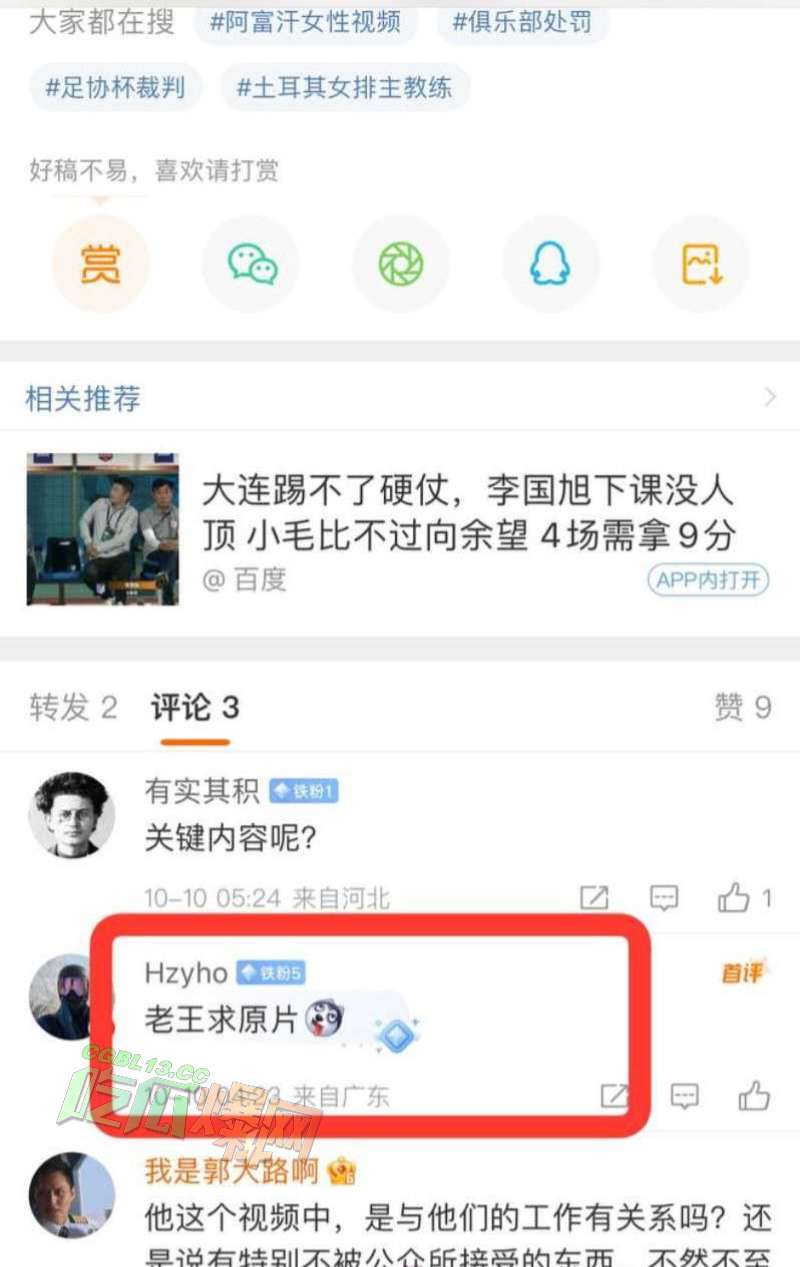 大家都在搜 #阿富汗女性视频 #俱乐部处罚
#足协杯裁判 #土耳其女排主教练
好稿不易，喜欢请打赏
赏
相关推荐
大连踢不了硬仗，李国旭下课没人
顶 小毛比不过向余望 4场需拿9分
@ 百度 APP内打开
转发 2 评论 3 赞 9
有实其积 铁粉1
关键内容呢?
10-10 05:24 来自河北 1
Hzyho 铁粉5 首评
老王求原片
10-10 04:23 来自广东
CGBL13.CC
吃瓜爆网
我是郭大路啊
他这个视频中，是与他们的工作有关系吗？还
是说有特别不被公众所接受的东西，不然不至